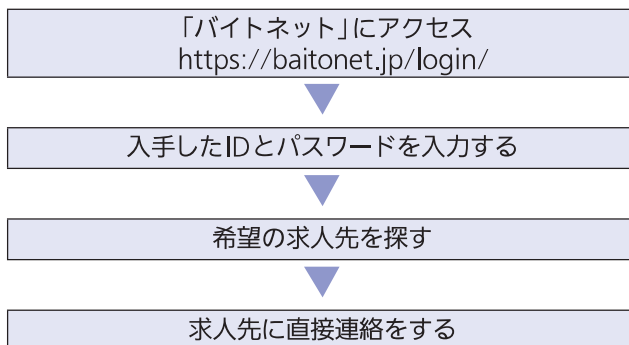 「バイトネット」にアクセス
https://baitonet.jp/login/
入手したIDとパスワードを入力する
希望の求人先を探す
求人先に直接連絡をする